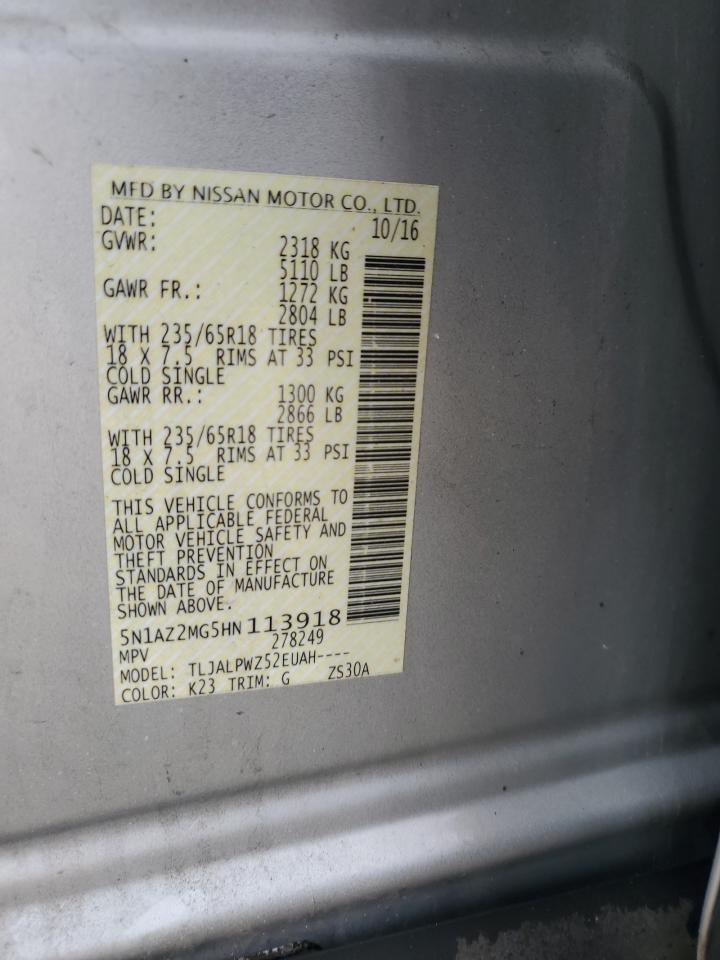 MFD BY NISSAN MOTOR CO., LTD.
DATE: 10/16
GVWR: 2318 KG
5110 LB
GAWR FR.: 1272 KG
2804 LB
WITH 235/65R18 TIRES
18 X 7.5 RIMS AT 33 PSI
COLD SINGLE
GAWR RR.: 1300 KG
2866 LB
WITH 235/65R18 TIRES
18 X 7.5 RIMS AT 33 PSI
COLD SINGLE
THIS VEHICLE CONFORMS TO
ALL APPLICABLE FEDERAL
MOTOR VEHICLE SAFETY AND
THEFT PREVENTION
STANDARDS IN EFFECT ON
THE DATE OF MANUFACTURE
SHOWN ABOVE.
5N1AZ2MG5HN113918
MPV 278249
MODEL: TLJALPWZ52EUAH----
COLOR: K23 TRIM: G ZS30A